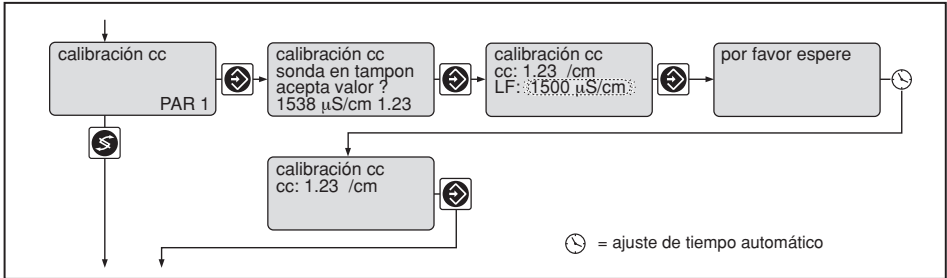 calibración cc
PAR 1
calibración cc
sonda en tampon
acepta valor ?
1538 µS/cm 1.23
calibración cc
cc: 1.23 /cm
LF: 1500 µS/cm
por favor espere
calibración cc
cc: 1.23 /cm
= ajuste de tiempo automático